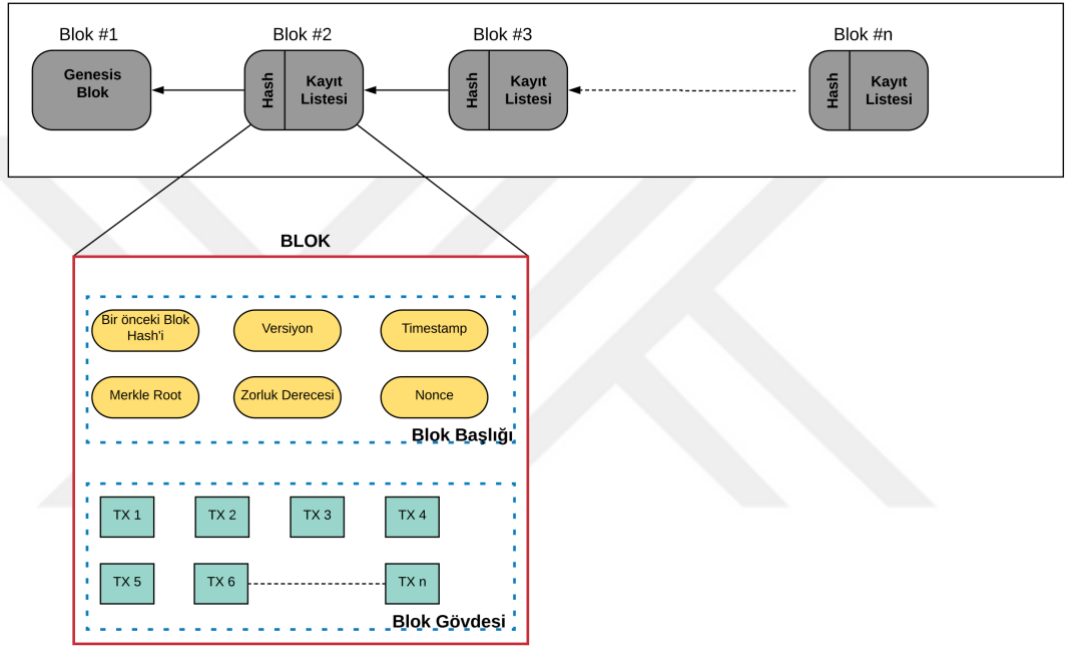 Blok #1
Blok #2
Blok #3
Blok #n
Genesis
Blok
Hash
Kayıt
Listesi
Hash
Kayıt
Listesi
Hash
Kayıt
Listesi
BLOK
Bir önceki Blok
Hash'i
Versiyon
Timestamp
Merkle Root
Zorluk Derecesi
Nonce
Blok Başlığı
TX 1
TX 2
TX 3
TX 4
TX 5
TX 6
TX n
Blok Gövdesi